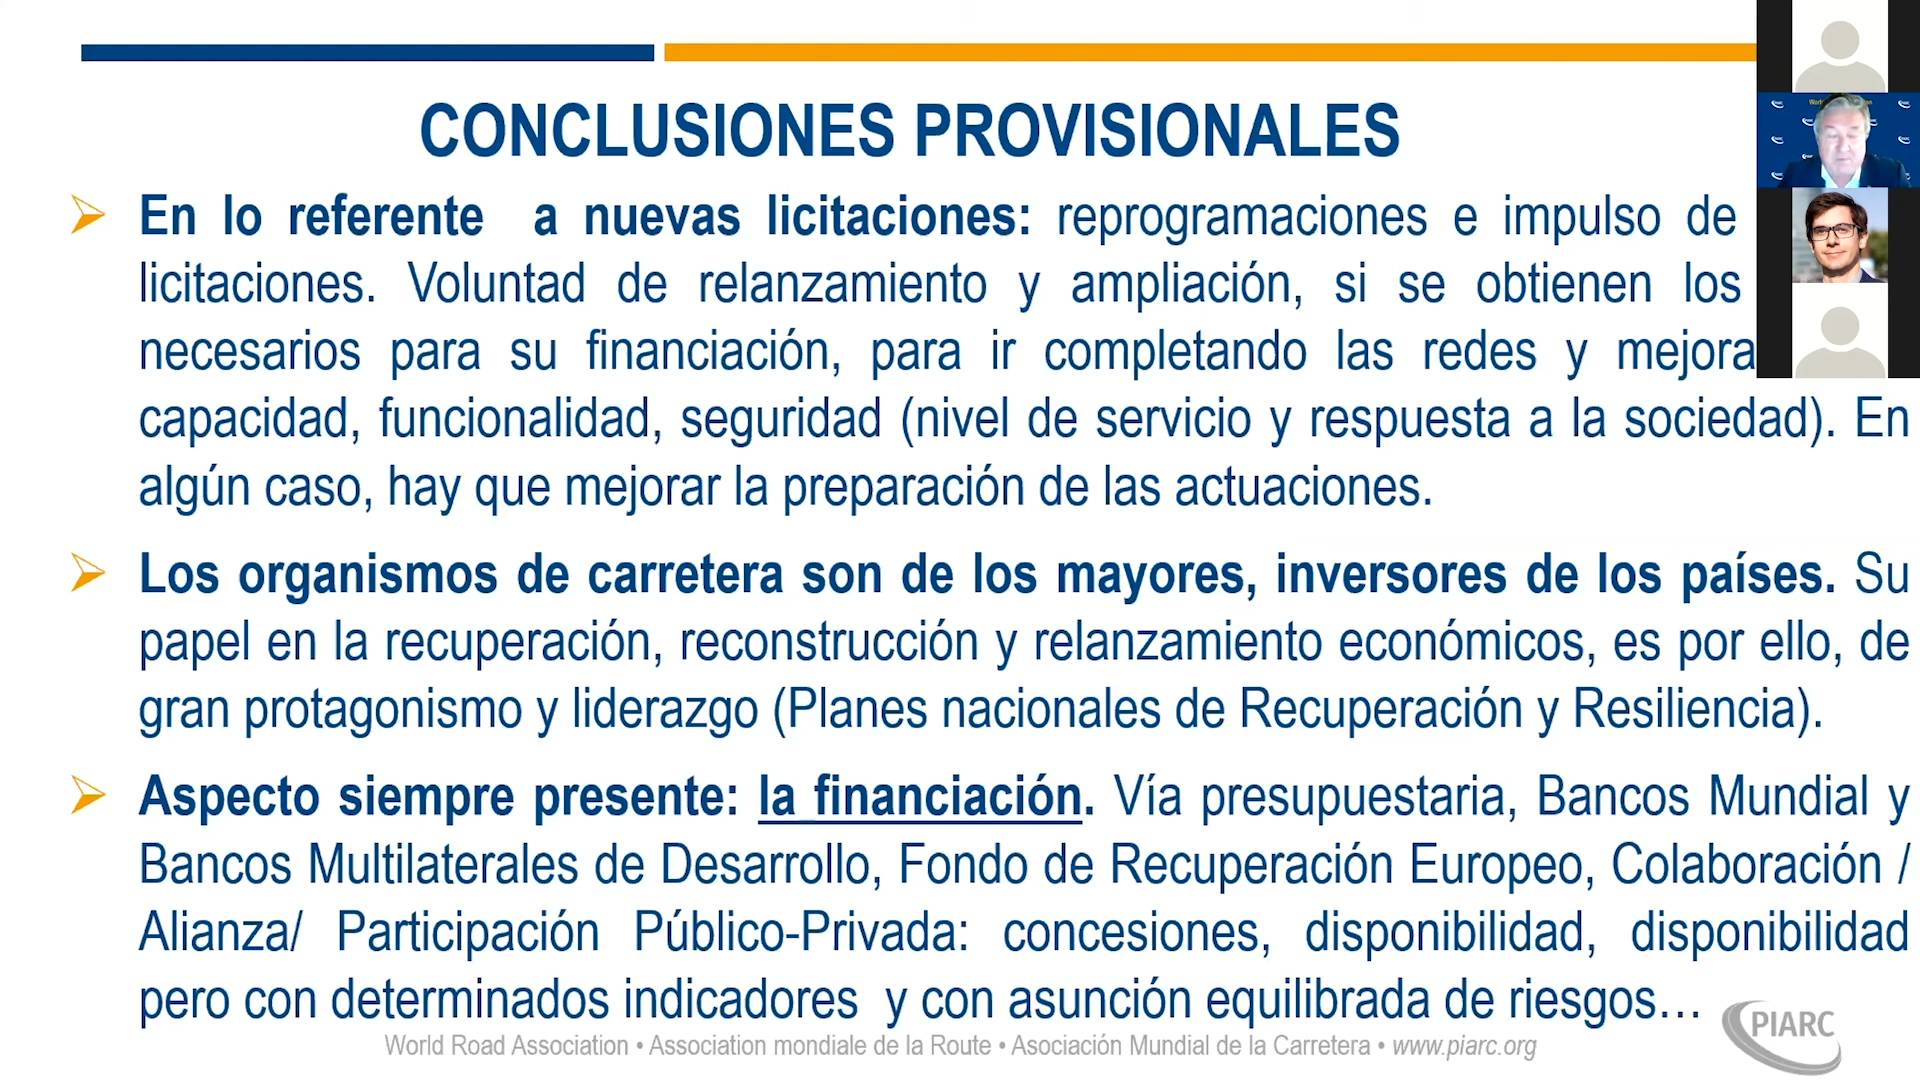 CONCLUSIONES PROVISIONALES
En lo referente a nuevas licitaciones: reprogramaciones e impulso de
licitaciones. Voluntad de relanzamiento y ampliación, si se obtienen los
necesarios para su financiación, para ir completando las redes y mejora
capacidad, funcionalidad, seguridad (nivel de servicio y respuesta a la sociedad). En
algún caso, hay que mejorar la preparación de las actuaciones.
Los organismos de carretera son de los mayores, inversores de los países. Su
papel en la recuperación, reconstrucción y relanzamiento económicos, es por ello, de
gran protagonismo y liderazgo (Planes nacionales de Recuperación y Resiliencia).
Aspecto siempre presente: la financiación. Vía presupuestaria, Bancos Mundial y
Bancos Multilaterales de Desarrollo, Fondo de Recuperación Europeo, Colaboración /
Alianza/ Participación Público-Privada: concesiones, disponibilidad, disponibilidad
pero con determinados indicadores y con asunción equilibrada de riesgos…
World Road Association • Association mondiale de la Route • Asociación Mundial de la Carretera • www.piarc.org
PIARC